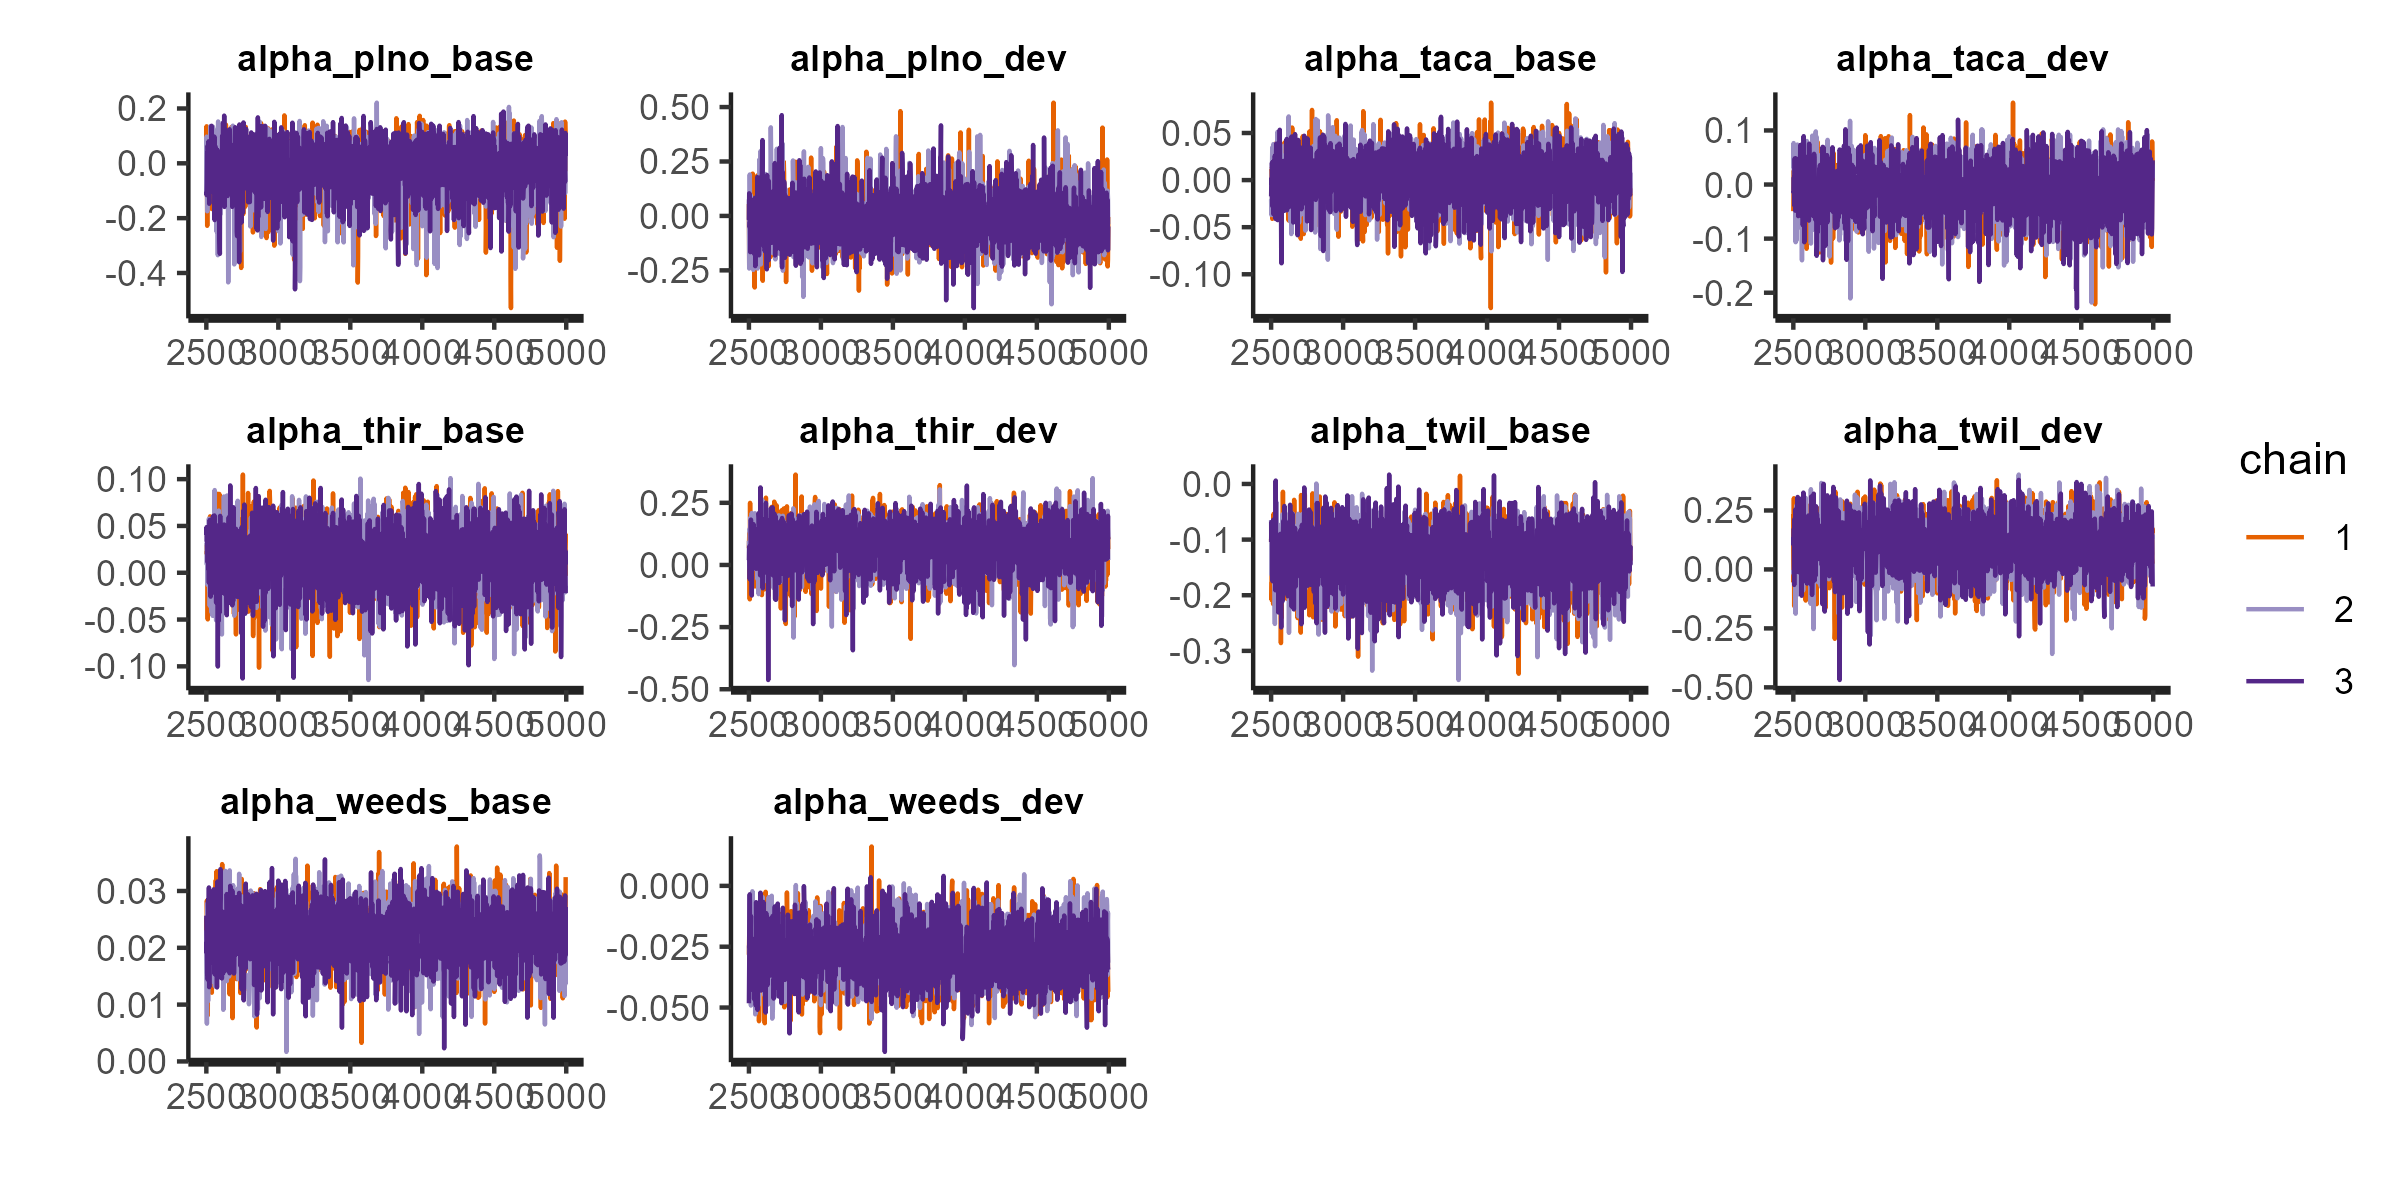 alpha_plno_base alpha_plno_dev alpha_taca_base alpha_taca_dev
0.2 0.0 -0.2 -0.4
0.50 0.25 0.00 -0.25
0.05 0.00 -0.05 -0.10
0.1 0.0 -0.1 -0.2
2500 3000 3500 4000 4500 5000
2500 3000 3500 4000 4500 5000
2500 3000 3500 4000 4500 5000
2500 3000 3500 4000 4500 5000
alpha_thir_base alpha_thir_dev alpha_twil_base alpha_twil_dev
0.10 0.05 0.00 -0.05 -0.10
0.25 0.00 -0.25 -0.50
0.0 -0.1 -0.2 -0.3
0.25 0.00 -0.25 -0.50
2500 3000 3500 4000 4500 5000
2500 3000 3500 4000 4500 5000
2500 3000 3500 4000 4500 5000
2500 3000 3500 4000 4500 5000
chain
1
2
3
alpha_weeds_base alpha_weeds_dev
0.03 0.02 0.01 0.00
0.000 -0.025 -0.050
2500 3000 3500 4000 4500 5000
2500 3000 3500 4000 4500 5000